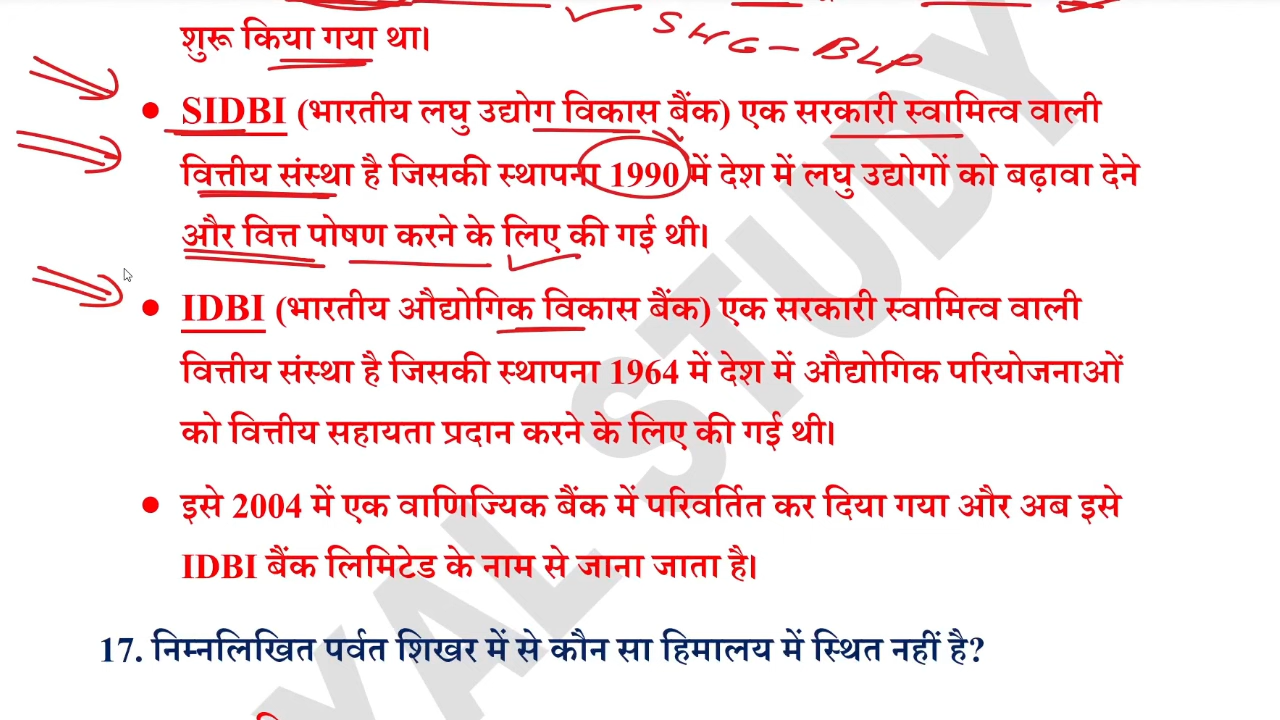 शुरू किया गया था।
SHG-BLP
• SIDBI (भारतीय लघु उद्योग विकास बैंक) एक सरकारी स्वामित्व वाली
वित्तीय संस्था है जिसकी स्थापना 1990 में देश में लघु उद्योगों को बढ़ावा देने
और वित्त पोषण करने के लिए की गई थी।
• IDBI (भारतीय औद्योगिक विकास बैंक) एक सरकारी स्वामित्व वाली
वित्तीय संस्था है जिसकी स्थापना 1964 में देश में औद्योगिक परियोजनाओं
को वित्तीय सहायता प्रदान करने के लिए की गई थी।
• इसे 2004 में एक वाणिज्यिक बैंक में परिवर्तित कर दिया गया और अब इसे
IDBI बैंक लिमिटेड के नाम से जाना जाता है।
17. निम्नलिखित पर्वत शिखर में से कौन सा हिमालय में स्थित नहीं है?
YAL STUDY